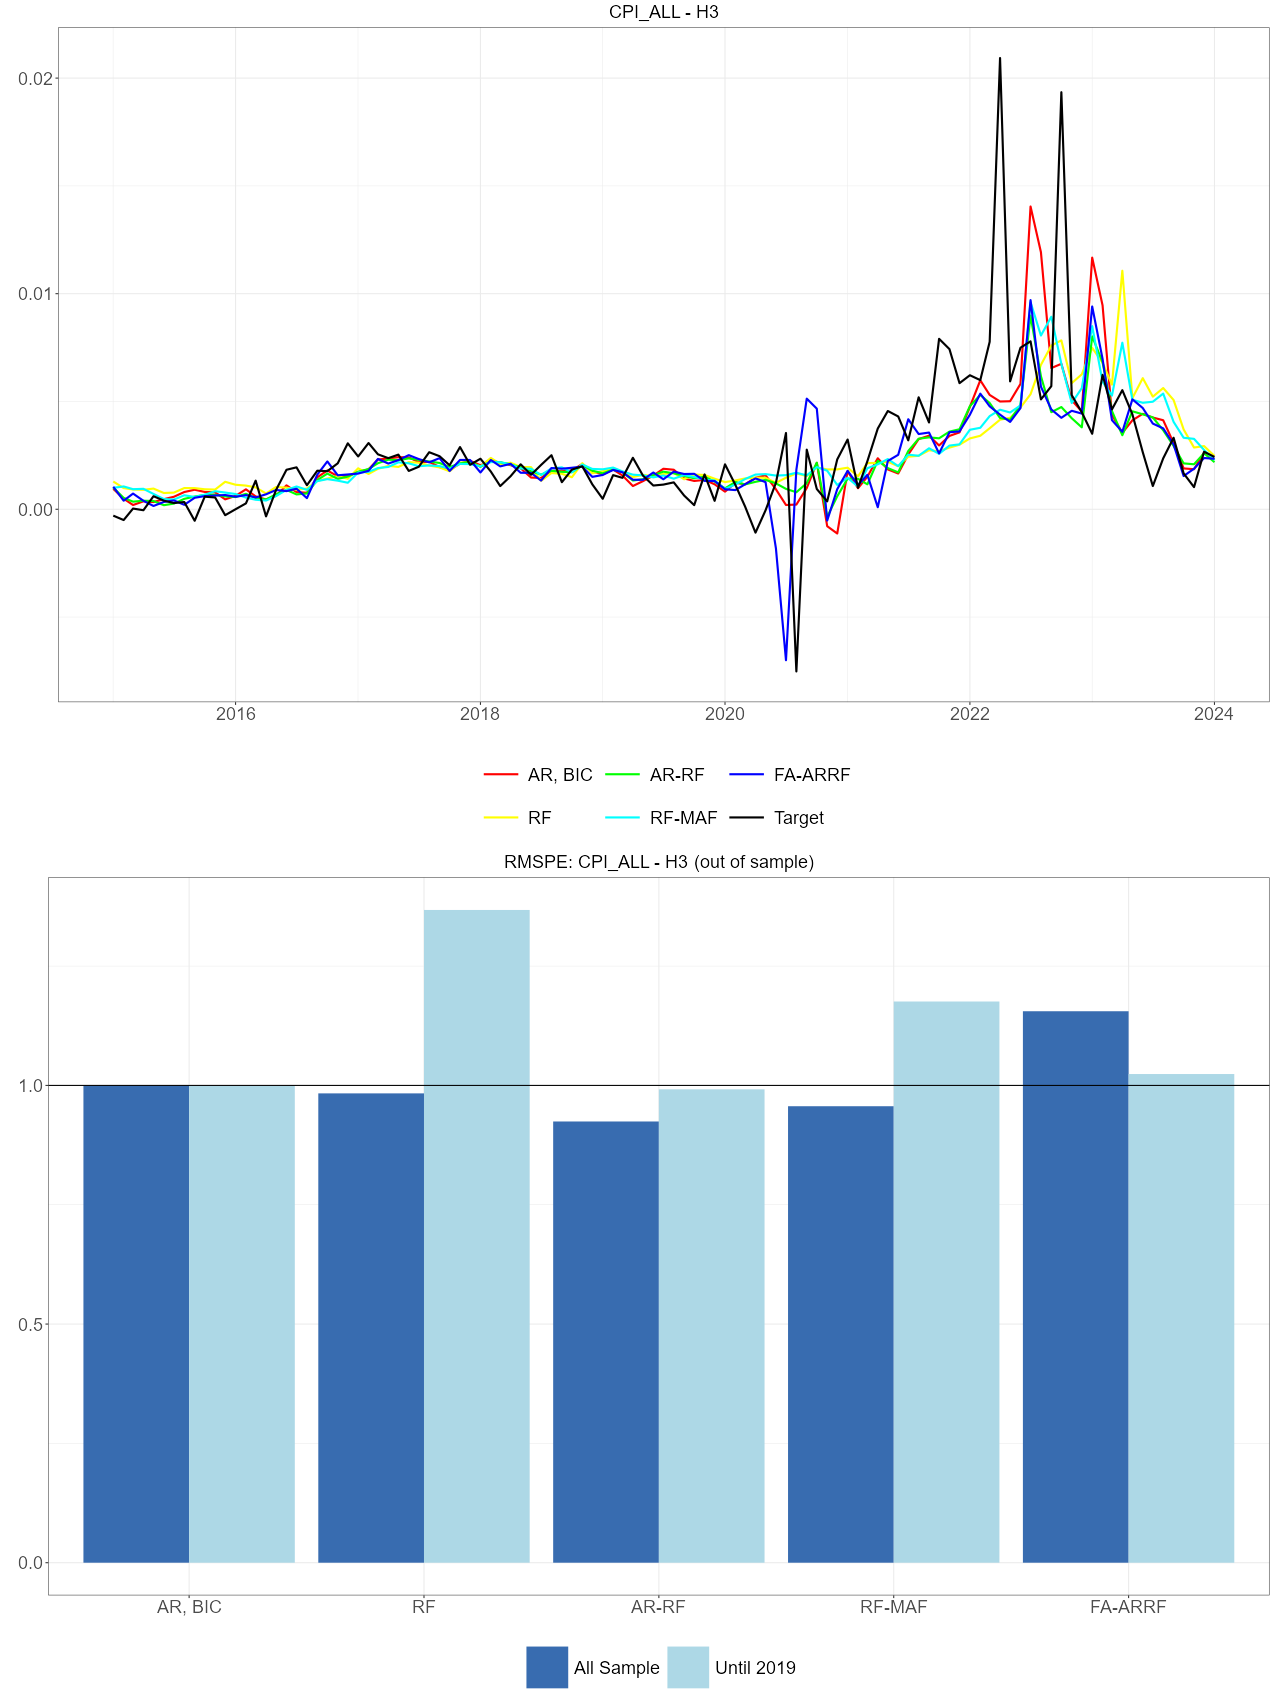 CPI_ALL - H3
0.02
0.01
0.00
2016 2018 2020 2022 2024
AR, BIC AR-RF FA-ARRF
RF RF-MAF Target
RMSPE: CPI_ALL - H3 (out of sample)
1.0
0.5
0.0
AR, BIC RF AR-RF RF-MAF FA-ARRF
All Sample Until 2019